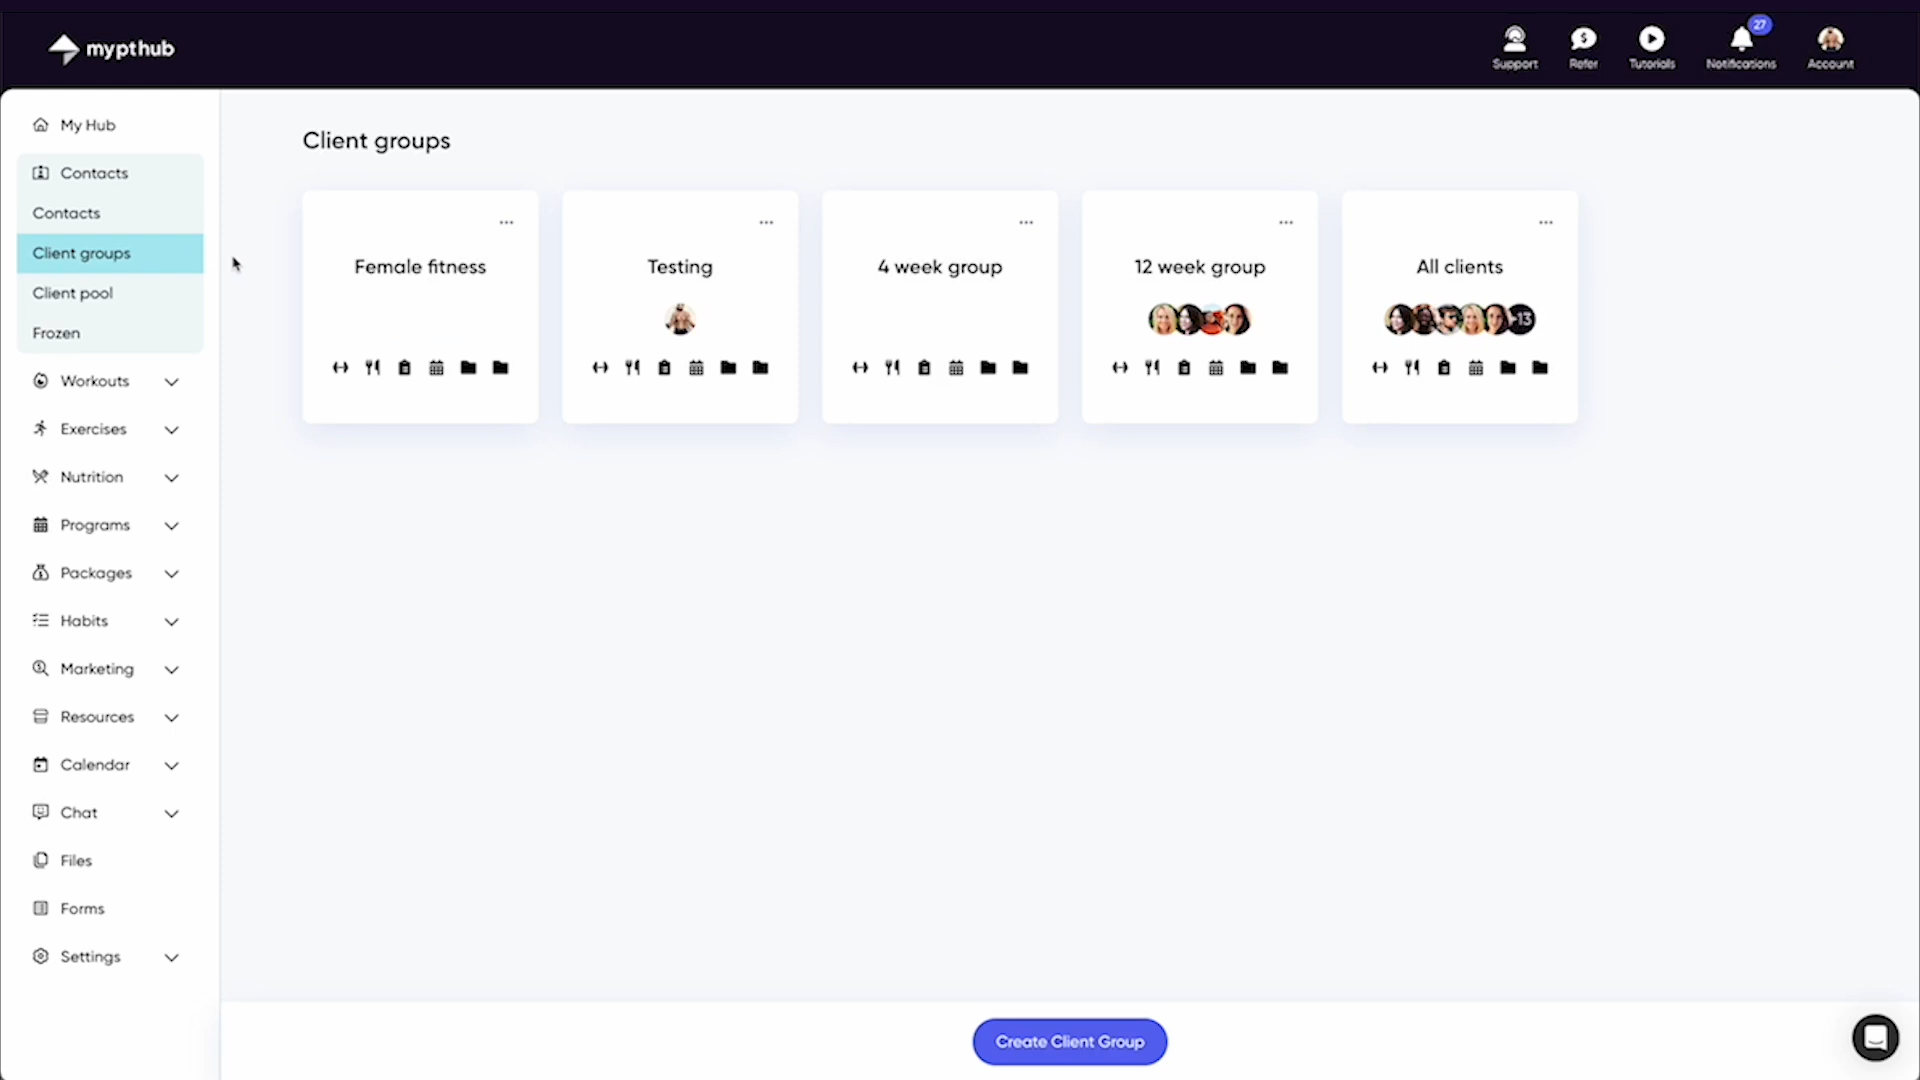 mypthub
Support
Refer
Tutorials
27
Notifications
Account
My Hub
Contacts
Contacts
Client groups
Client pool
Frozen
Workouts
Exercises
Nutrition
Programs
Packages
Habits
Marketing
Resources
Calendar
Chat
Files
Forms
Settings
Client groups
Female fitness
Testing
4 week group
12 week group
All clients
+13
Create Client Group